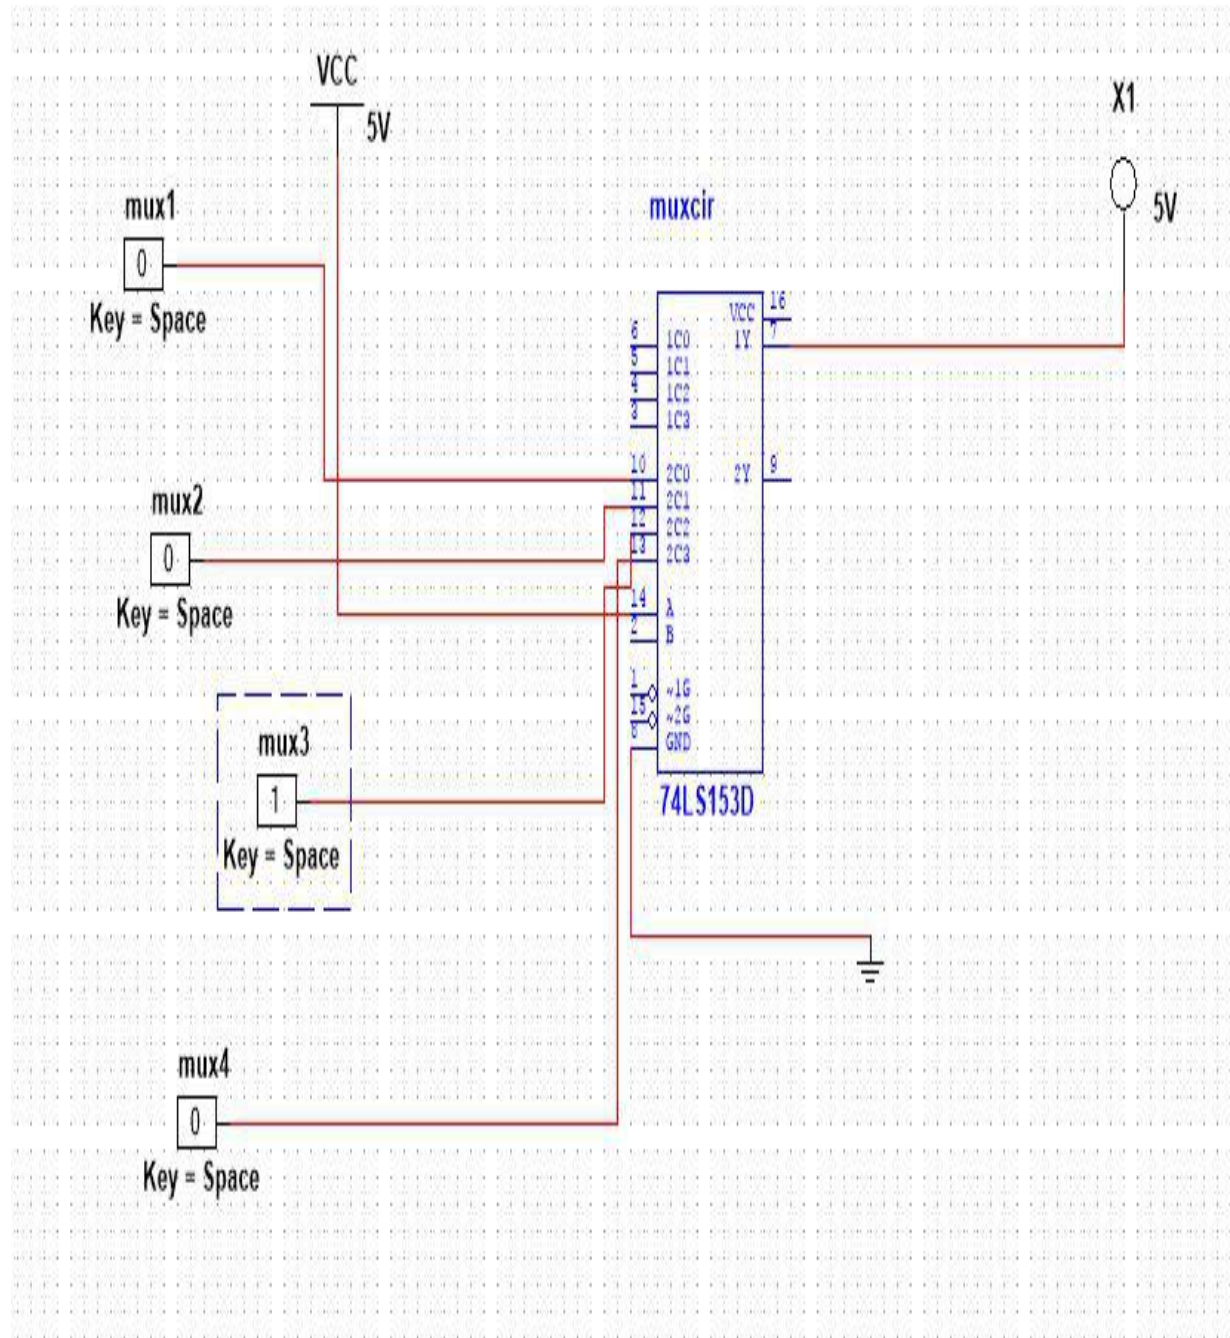 VCC
5V
X1
5V
mux1
0
Key = Space
muxcir
VCC 16
6 1C0 1Y 7
5 1C1
4 1C2
3 1C3
10 2C0 2Y 9
11 2C1
12 2C2
13 2C3
14 A
2 B
1 ~1G
15 ~2G
8 GND
74LS153D
mux2
0
Key = Space
mux3
1
Key = Space
mux4
0
Key = Space